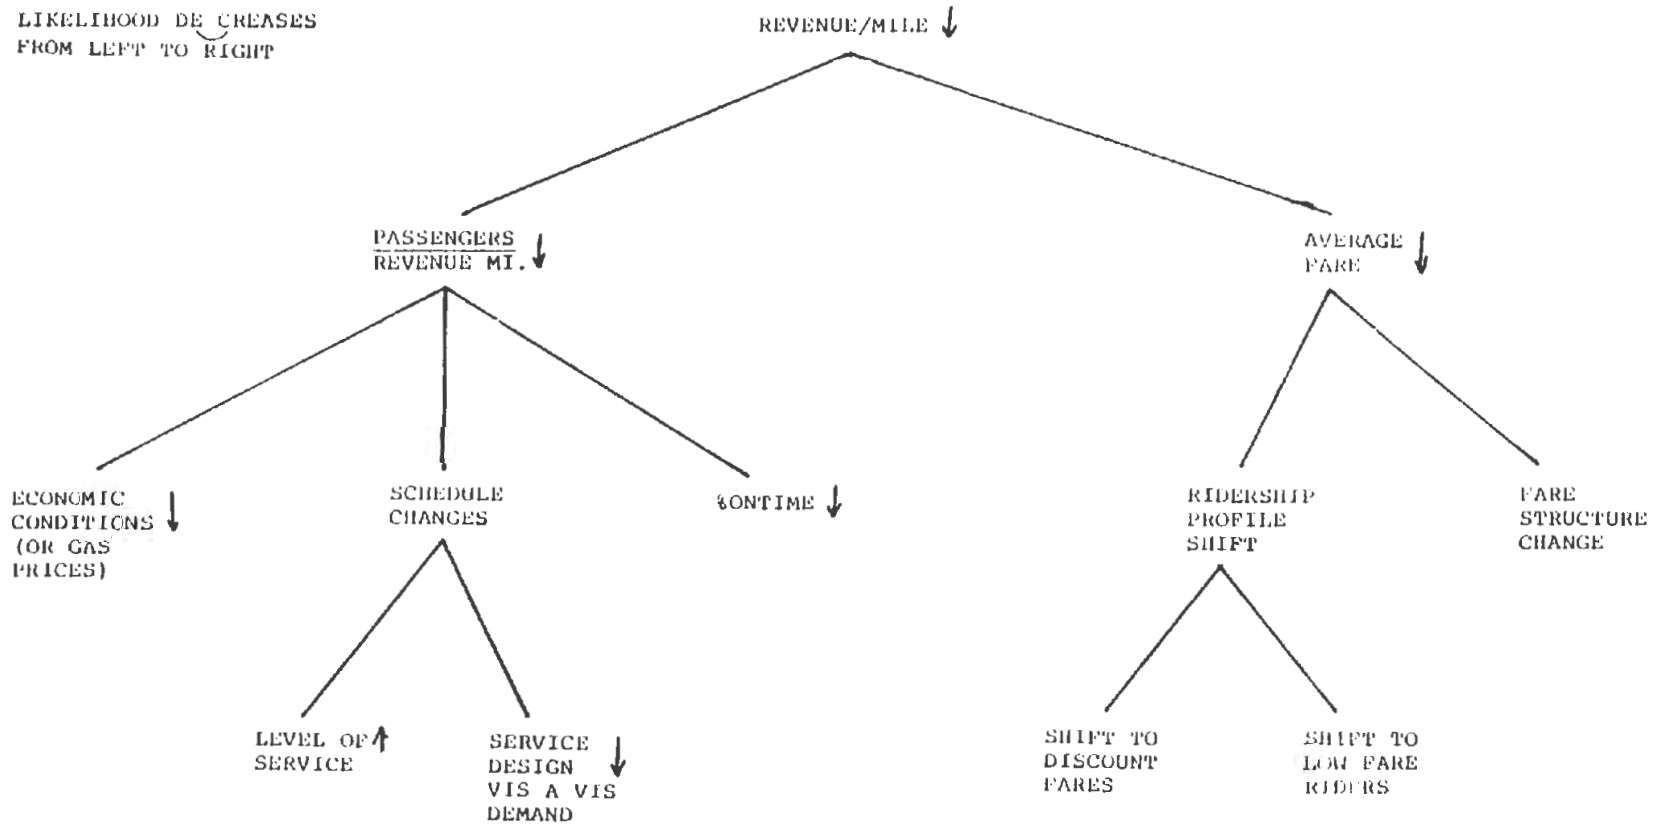 LIKELIHOOD DE CREASES
FROM LEFT TO RIGHT
REVENUE/MILE ↓
PASSENGERS ↓
REVENUE MI.
AVERAGE ↓
FARE
ECONOMIC ↓
CONDITIONS
(OR GAS
PRICES)
SCHEDULE
CHANGES
%ONTIME ↓
RIDERSHIP
PROFILE
SHIFT
FARE
STRUCTURE
CHANGE
LEVEL OF ↑
SERVICE
SERVICE ↓
DESIGN
VIS A VIS
DEMAND
SHIFT TO
DISCOUNT
FARES
SHIFT TO
LOW FARE
RIDERS